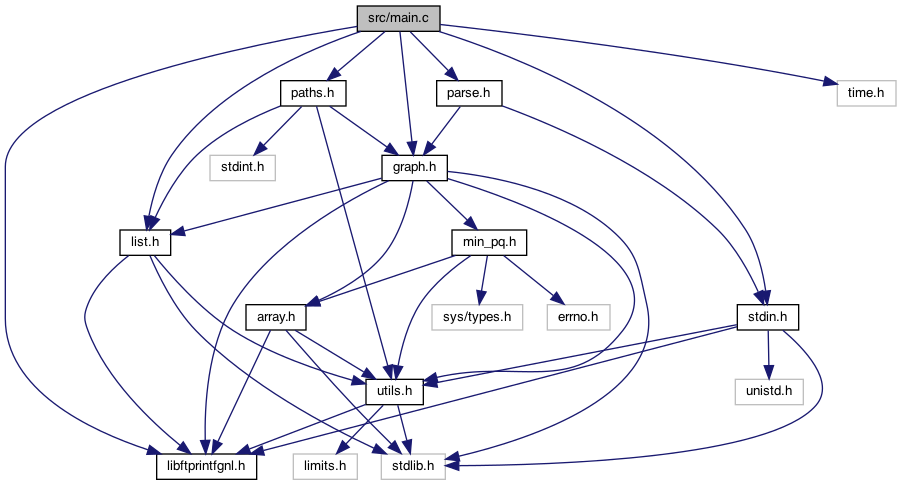 src/main.c
paths.h
parse.h
time.h
stdint.h
graph.h
list.h
min_pq.h
array.h
sys/types.h
errno.h
stdin.h
utils.h
unistd.h
libftprintfgnl.h
limits.h
stdlib.h